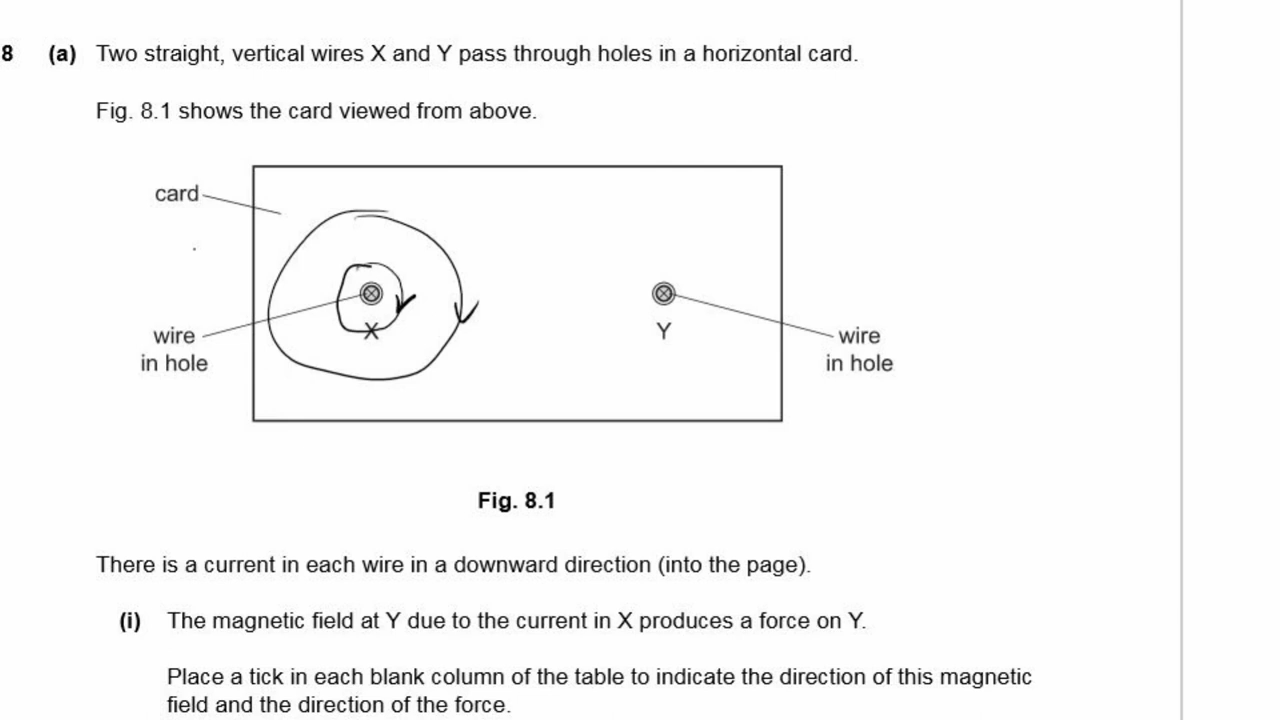 8 (a) Two straight, vertical wires X and Y pass through holes in a horizontal card.
Fig. 8.1 shows the card viewed from above.
card
wire
in hole
X
Y
wire
in hole
Fig. 8.1
There is a current in each wire in a downward direction (into the page).
(i) The magnetic field at Y due to the current in X produces a force on Y.
Place a tick in each blank column of the table to indicate the direction of this magnetic
field and the direction of the force.